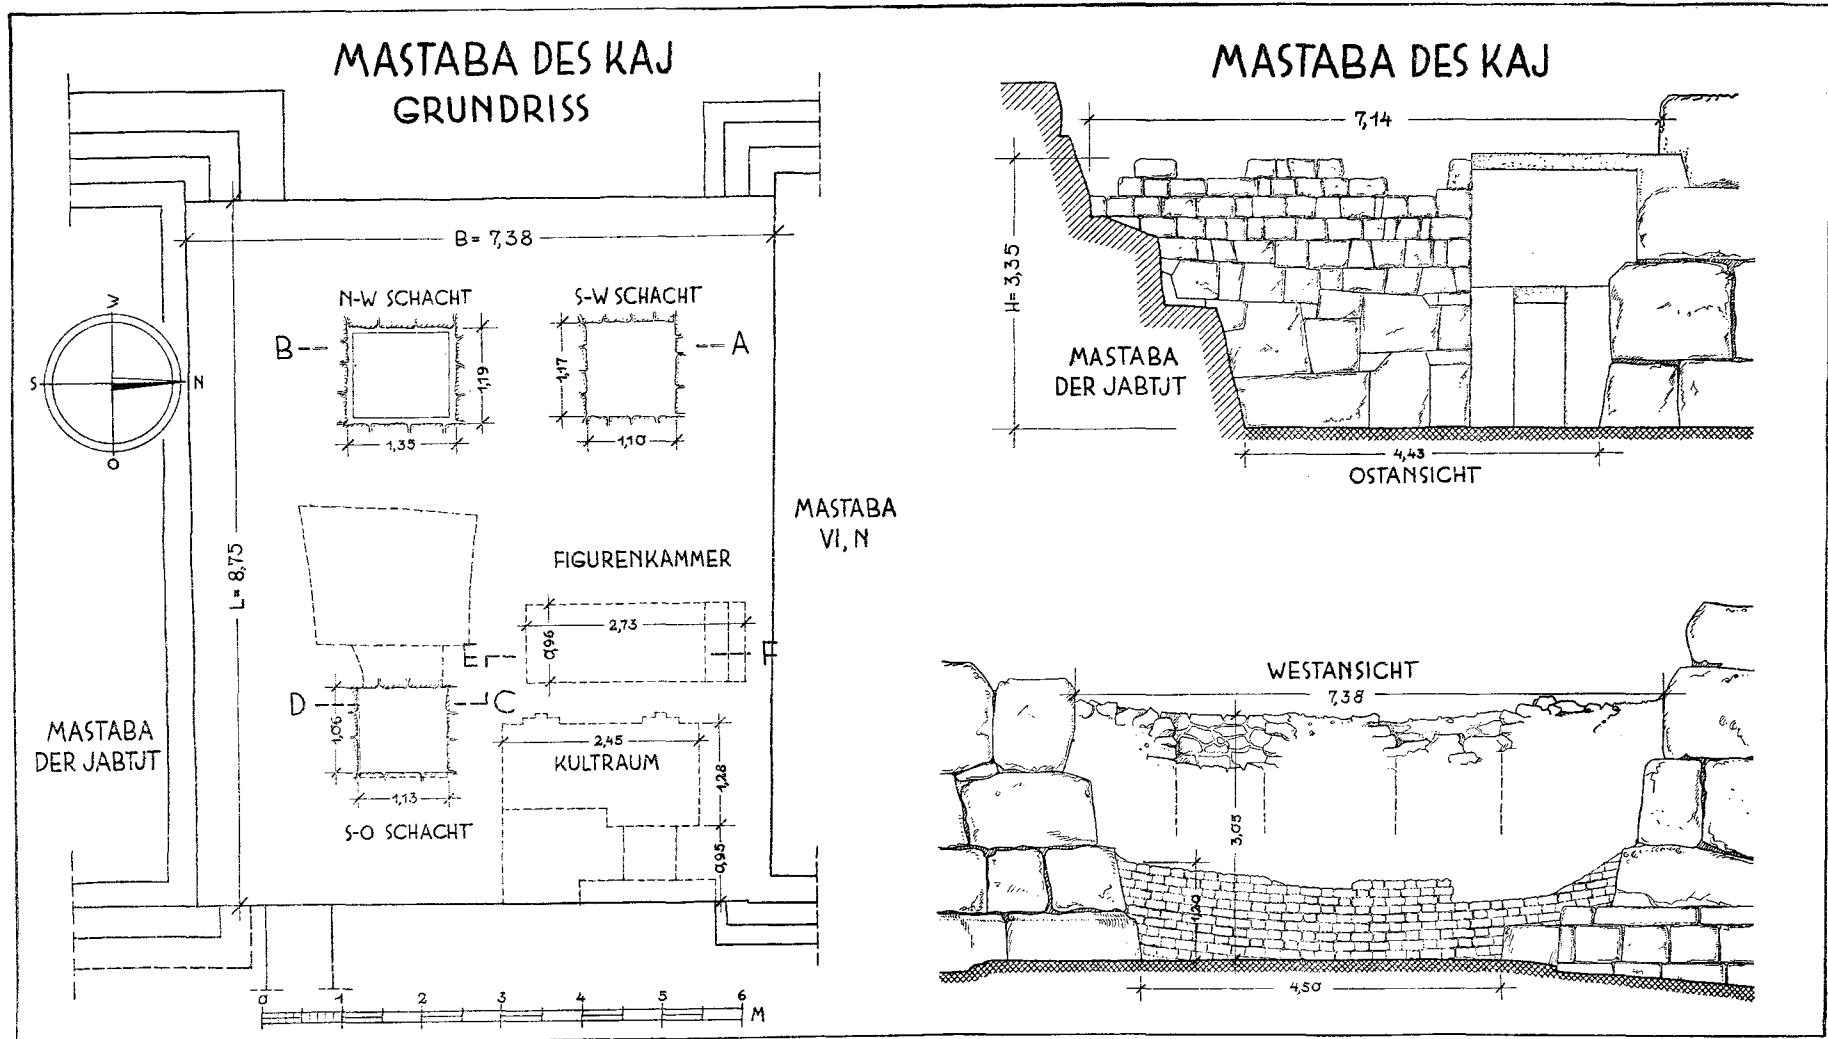 MASTABA DES KAJ
GRUNDRISS
B= 7,38
N-W SCHACHT
S-W SCHACHT
B
A
1,19
1,17
1,35
1,10
W
S
N
O
L= 8,75
MASTABA
VI, N
FIGURENKAMMER
2,73
0,96
E
F
D
C
1,06
1,13
S-O SCHACHT
2,45
KULTRAUM
1,28
0,95
MASTABA
DER JABTJT
0 1 2 3 4 5 6 M
MASTABA DES KAJ
7,14
H= 3,35
MASTABA
DER JABTJT
4,43
OSTANSICHT
WESTANSICHT
7,38
3,05
1,20
4,50